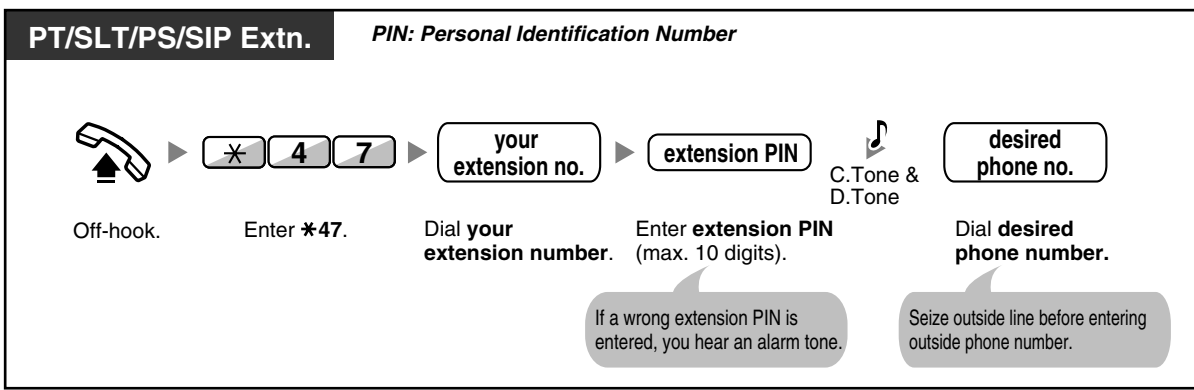 PT/SLT/PS/SIP Extn.
PIN: Personal Identification Number
✳ 4 7
your
extension no.
extension PIN
C.Tone &
D.Tone
desired
phone no.
Off-hook.
Enter ✳47.
Dial your
extension number.
Enter extension PIN
(max. 10 digits).
Dial desired
phone number.
If a wrong extension PIN is
entered, you hear an alarm tone.
Seize outside line before entering
outside phone number.